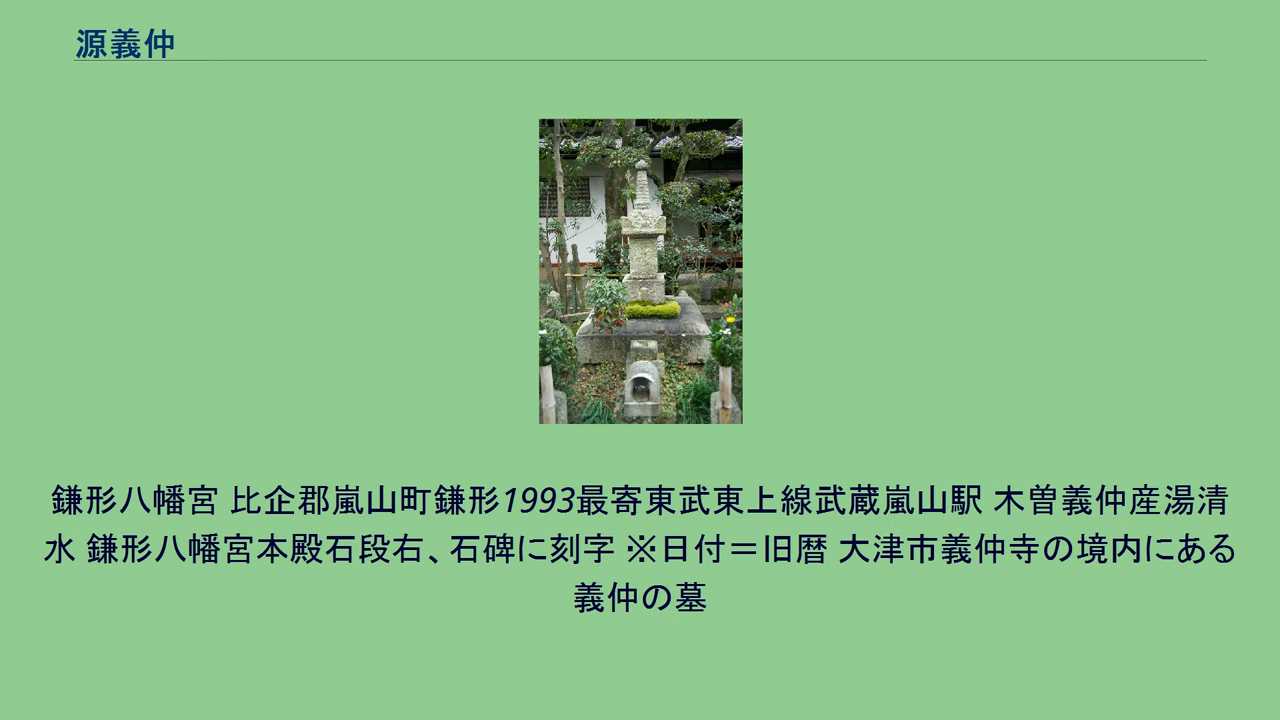 源義仲
鎌形八幡宮 比企郡嵐山町鎌形1993最寄東武東上線武蔵嵐山駅 木曽義仲産湯清
水 鎌形八幡宮本殿石段右、石碑に刻字 ※日付＝旧暦 大津市義仲寺の境内にある
義仲の墓